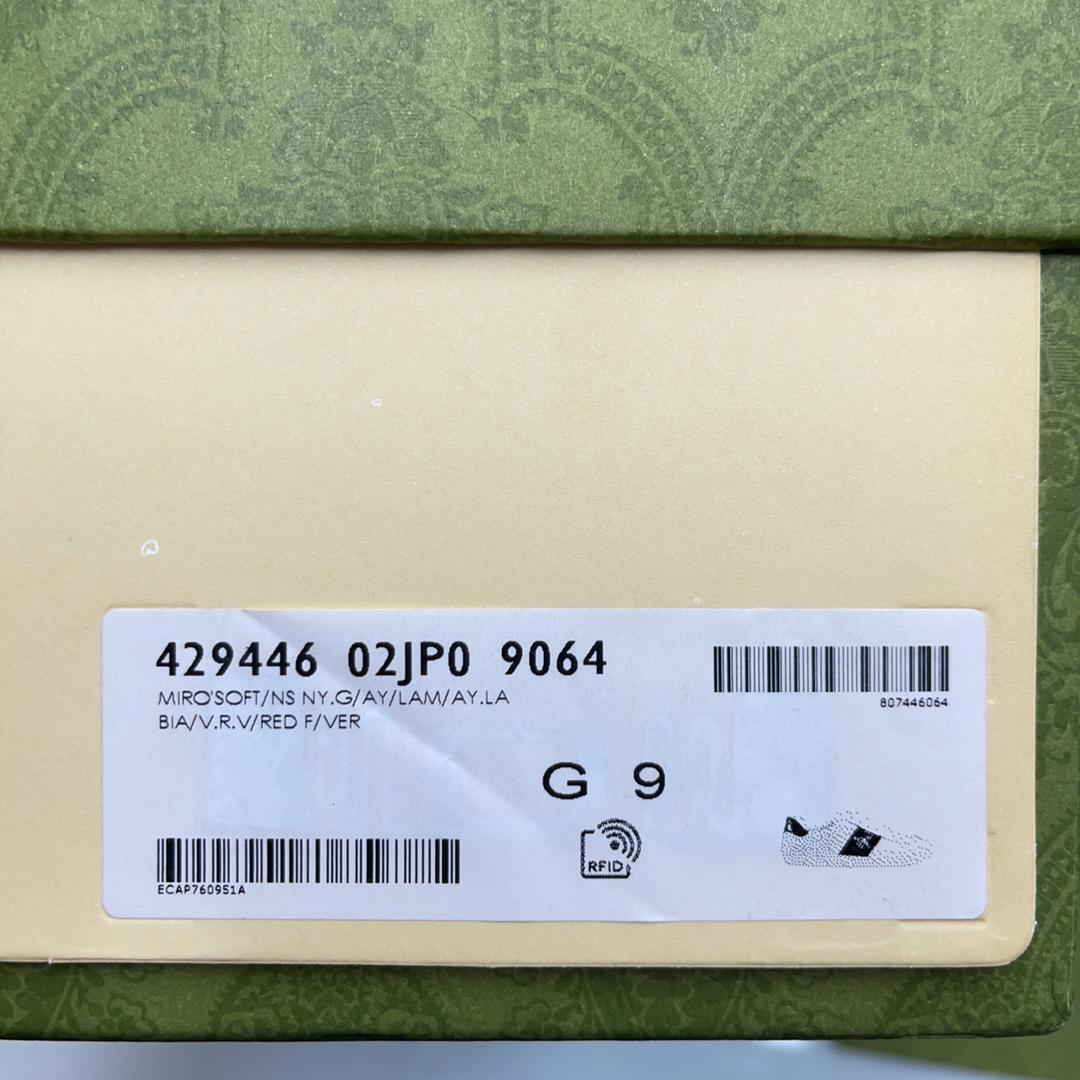 429446 02JP0 9064
MIRO'SOFT/NS NY.G/AY/LAM/AY.LA
BIA/V.R.V/RED F/VER
807446064
G 9
RFID
ECAP760951A